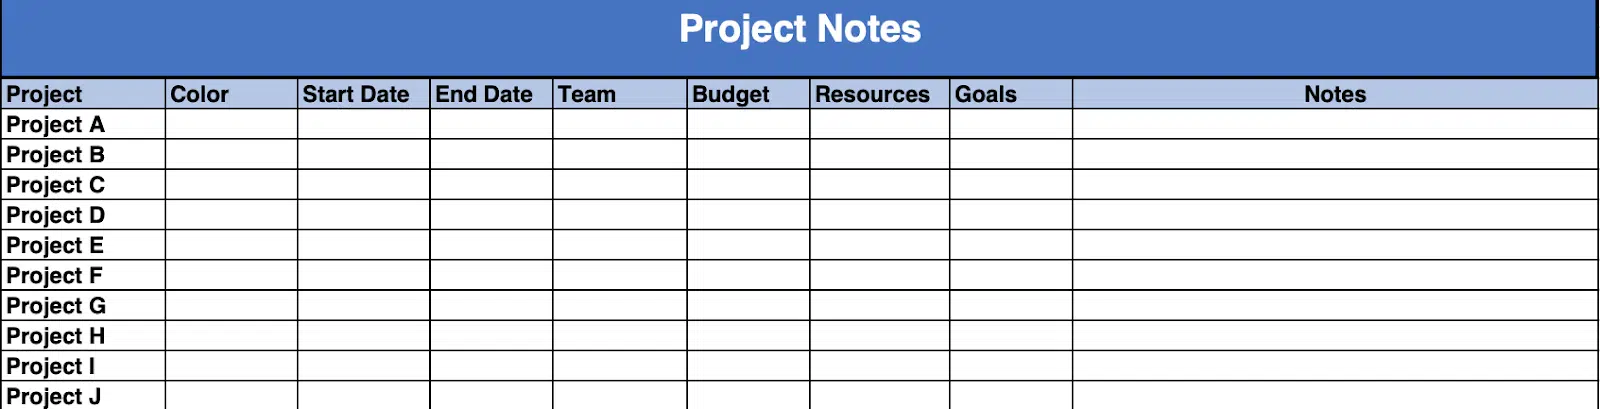 Project Notes
Project Color Start Date End Date Team Budget Resources Goals Notes
Project A
Project B
Project C
Project D
Project E
Project F
Project G
Project H
Project I
Project J